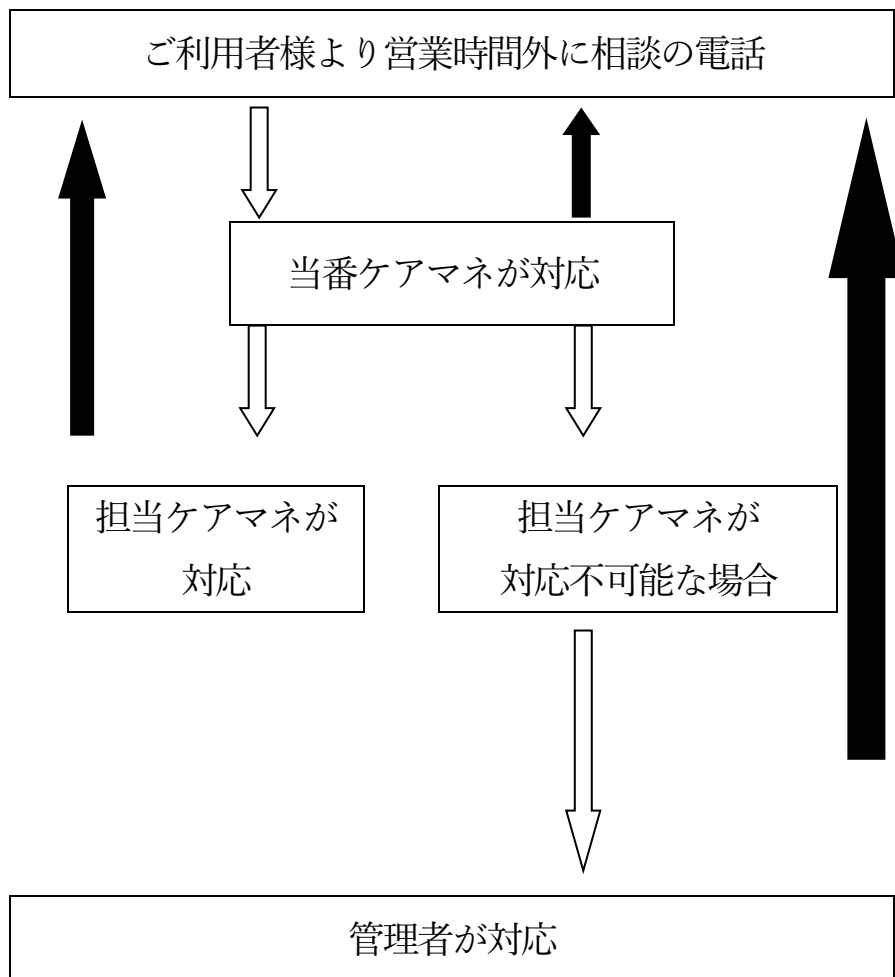 ご利用者様より営業時間外に相談の電話
当番ケアマネが対応
担当ケアマネが
対応
担当ケアマネが
対応不可能な場合
管理者が対応